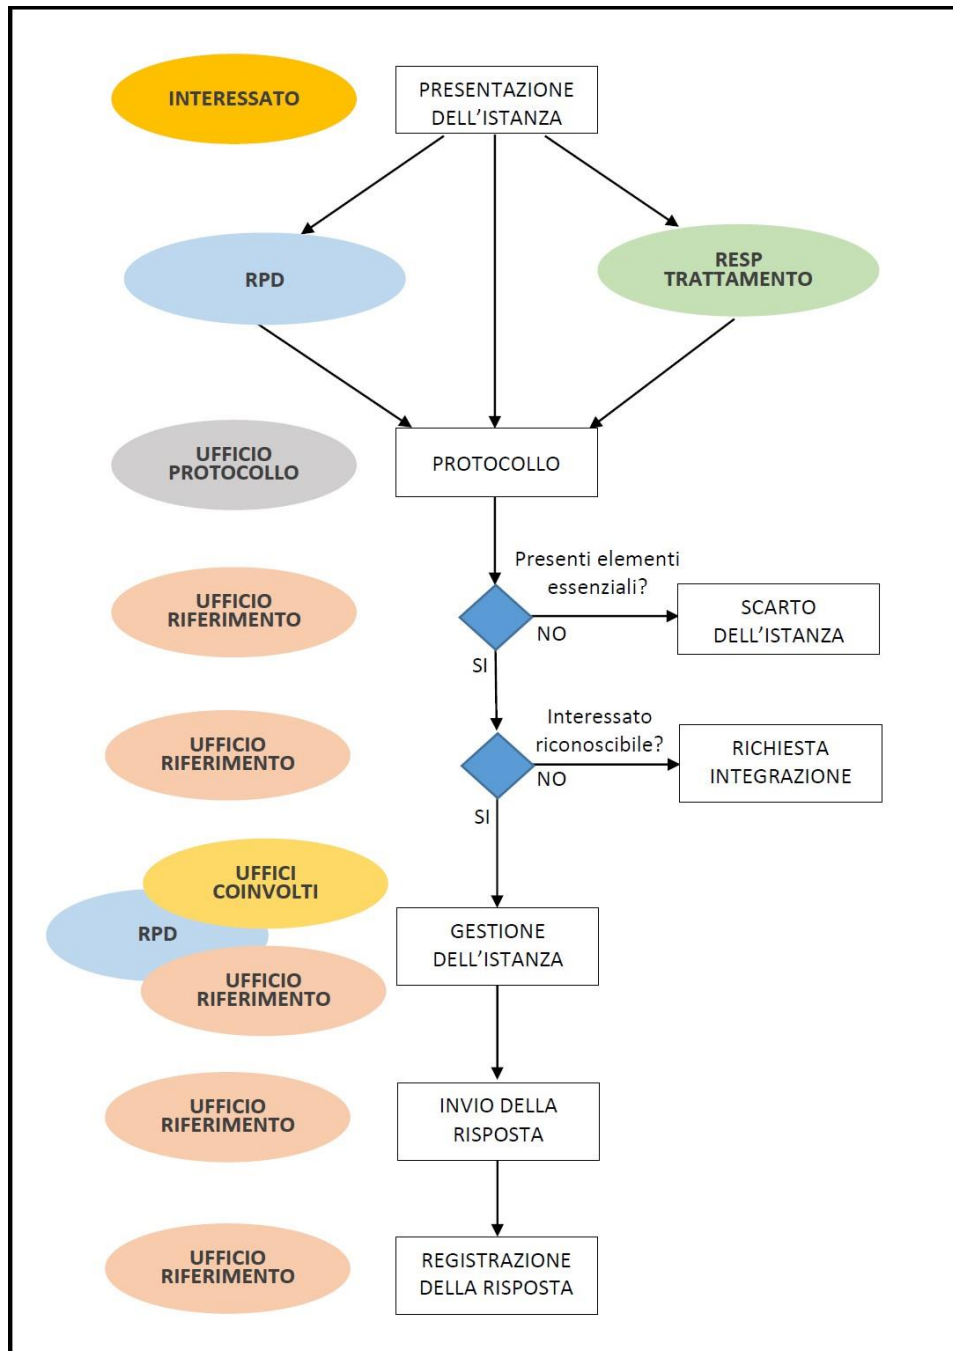 INTERESSATO
PRESENTAZIONE
DELL’ISTANZA
RPD
RESP
TRATTAMENTO
UFFICIO
PROTOCOLLO
PROTOCOLLO
Presenti elementi
essenziali?
UFFICIO
RIFERIMENTO
NO
SI
SCARTO
DELL’ISTANZA
Interessato
riconoscibile?
UFFICIO
RIFERIMENTO
NO
SI
RICHIESTA
INTEGRAZIONE
UFFICI
COINVOLTI
RPD
UFFICIO
RIFERIMENTO
GESTIONE
DELL’ISTANZA
UFFICIO
RIFERIMENTO
INVIO DELLA
RISPOSTA
UFFICIO
RIFERIMENTO
REGISTRAZIONE
DELLA RISPOSTA